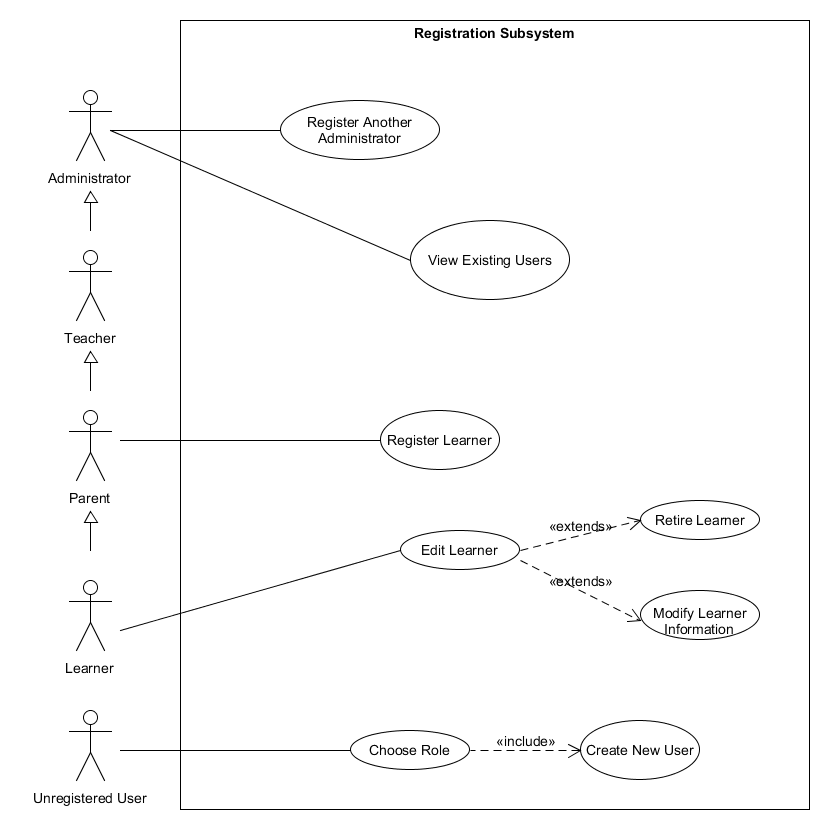 Registration Subsystem
Register Another
Administrator
Administrator
View Existing Users
Teacher
Register Learner
Parent
«extends»
Retire Learner
Edit Learner
«extends»
Modify Learner
Information
Learner
«include»
Choose Role
Create New User
Unregistered User